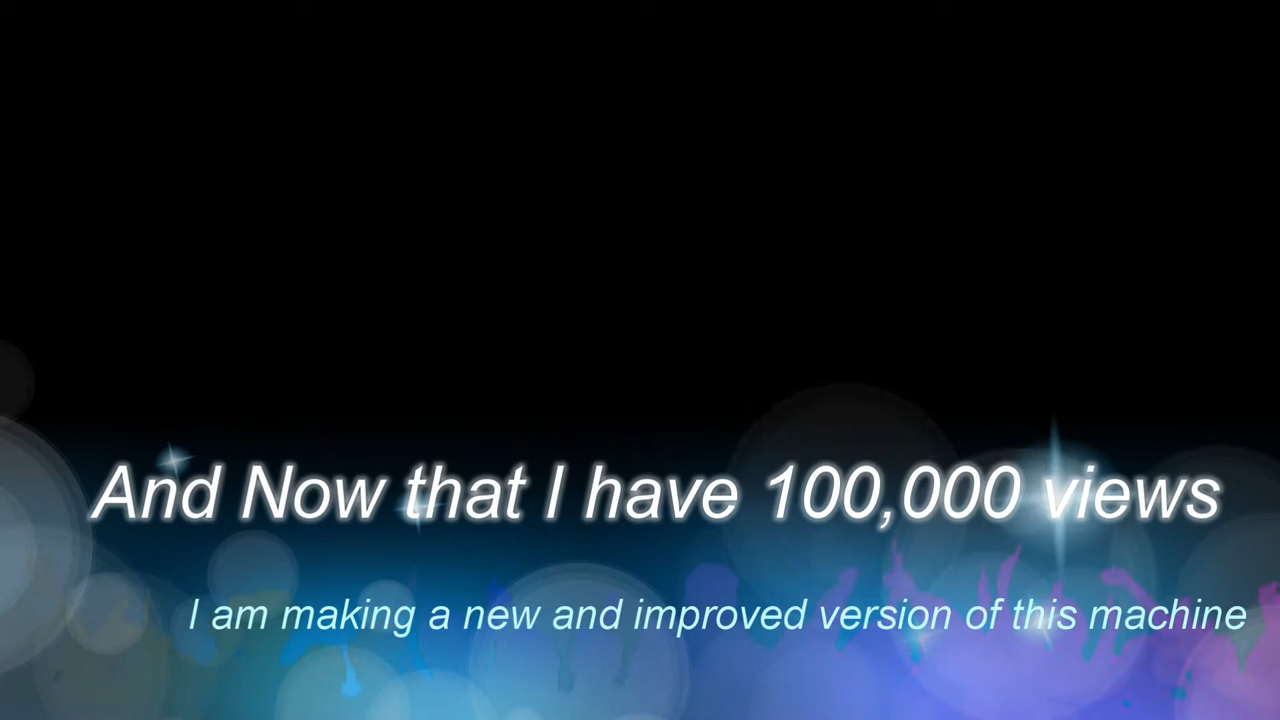 And Now that I have 100,000 views
I am making a new and improved version of this machine